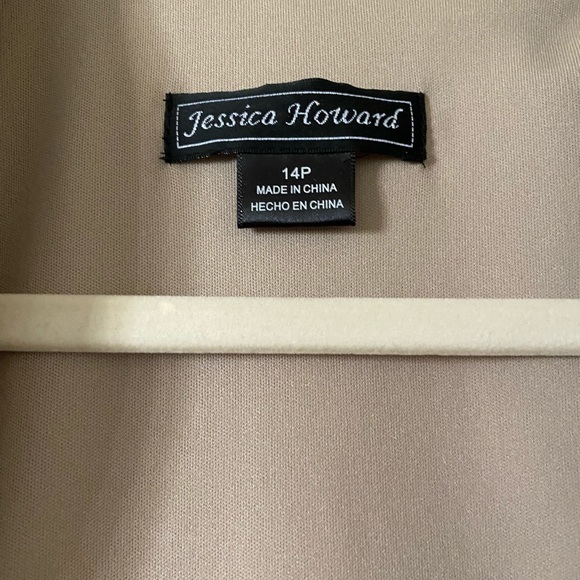 Jessica Howard
14P
MADE IN CHINA
HECHO EN CHINA